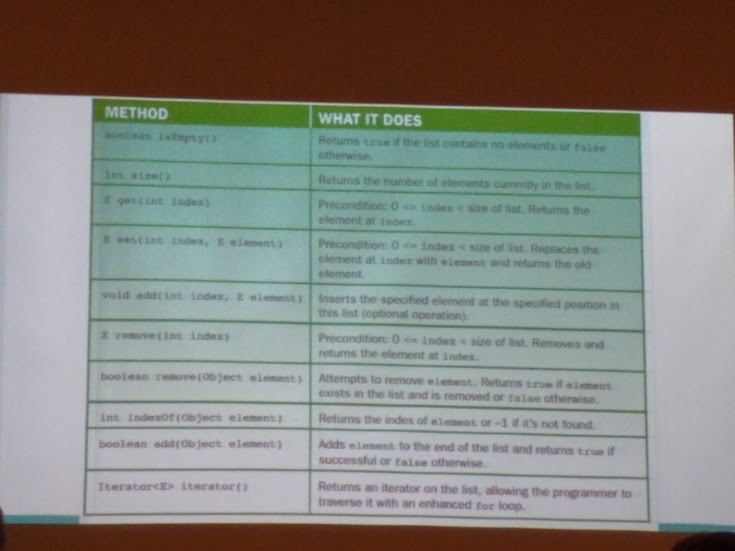 METHOD WHAT IT DOES
boolean isEmpty() Returns true if the list contains no elements or false
otherwise.
int size() Returns the number of elements currently in the list.
E get(int index) Precondition: 0 <= index < size of list. Returns the
element at index.
E set(int index, E element) Precondition: 0 <= index < size of list. Replaces the
element at index with element and returns the old
element.
void add(int index, E element) Inserts the specified element at the specified position in
this list (optional operation).
E remove(int index) Precondition: 0 <= index < size of list. Removes and
returns the element at index.
boolean remove(Object element) Attempts to remove element. Returns true if element
exists in the list and is removed or false otherwise.
int indexOf(Object element) Returns the index of element or -1 if it's not found.
boolean add(Object element) Adds element to the end of the list and returns true if
successful or false otherwise.
Iterator<E> iterator() Returns an iterator on the list, allowing the programmer to
traverse it with an enhanced for loop.